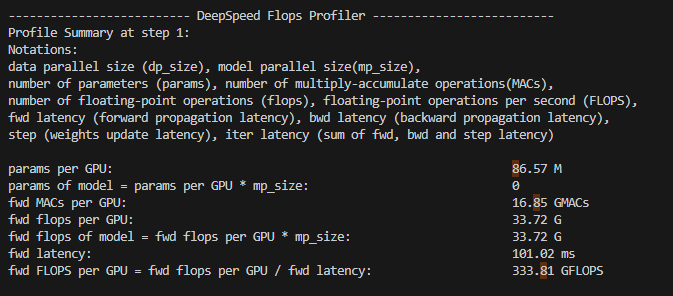 -------------------------- DeepSpeed Flops Profiler --------------------------
Profile Summary at step 1:
Notations:
data parallel size (dp_size), model parallel size(mp_size),
number of parameters (params), number of multiply-accumulate operations(MACs),
number of floating-point operations (flops), floating-point operations per second (FLOPS),
fwd latency (forward propagation latency), bwd latency (backward propagation latency),
step (weights update latency), iter latency (sum of fwd, bwd and step latency)
params per GPU: 86.57 M
params of model = params per GPU * mp_size: 0
fwd MACs per GPU: 16.85 GMACs
fwd flops per GPU: 33.72 G
fwd flops of model = fwd flops per GPU * mp_size: 33.72 G
fwd latency: 101.02 ms
fwd FLOPS per GPU = fwd flops per GPU / fwd latency: 333.81 GFLOPS